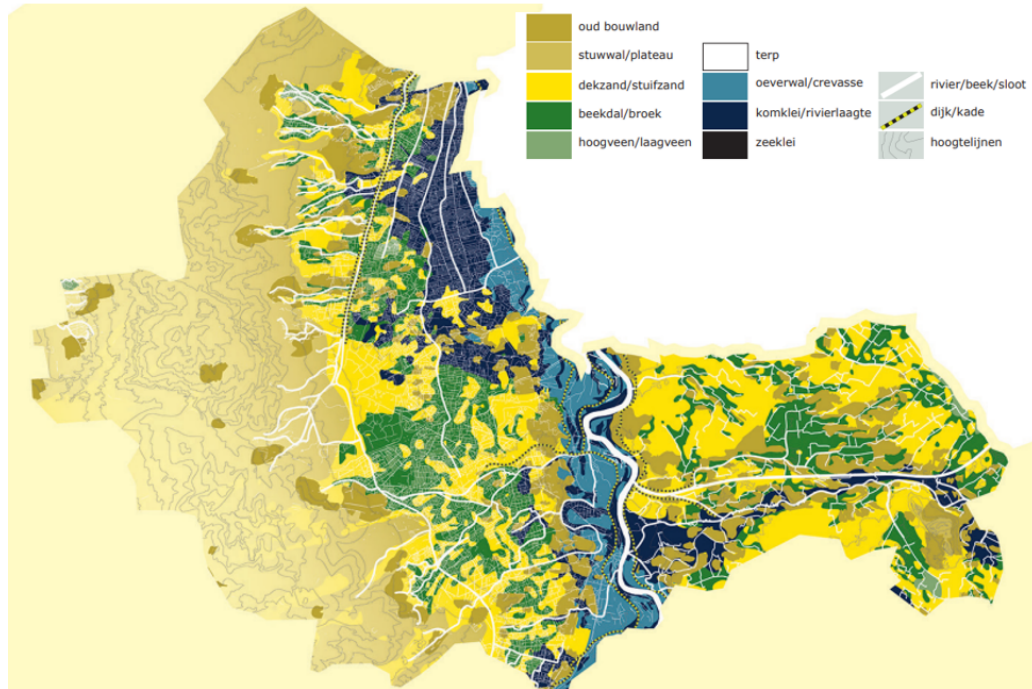 oud bouwland
stuwwal/plateau
dekzand/stuifzand
beekdal/broek
hoogveen/laagveen
terp
oeverwal/crevasse
komklei/rivierlaagte
zeeklei
rivier/beek/sloot
dijk/kade
hoogtelijnen